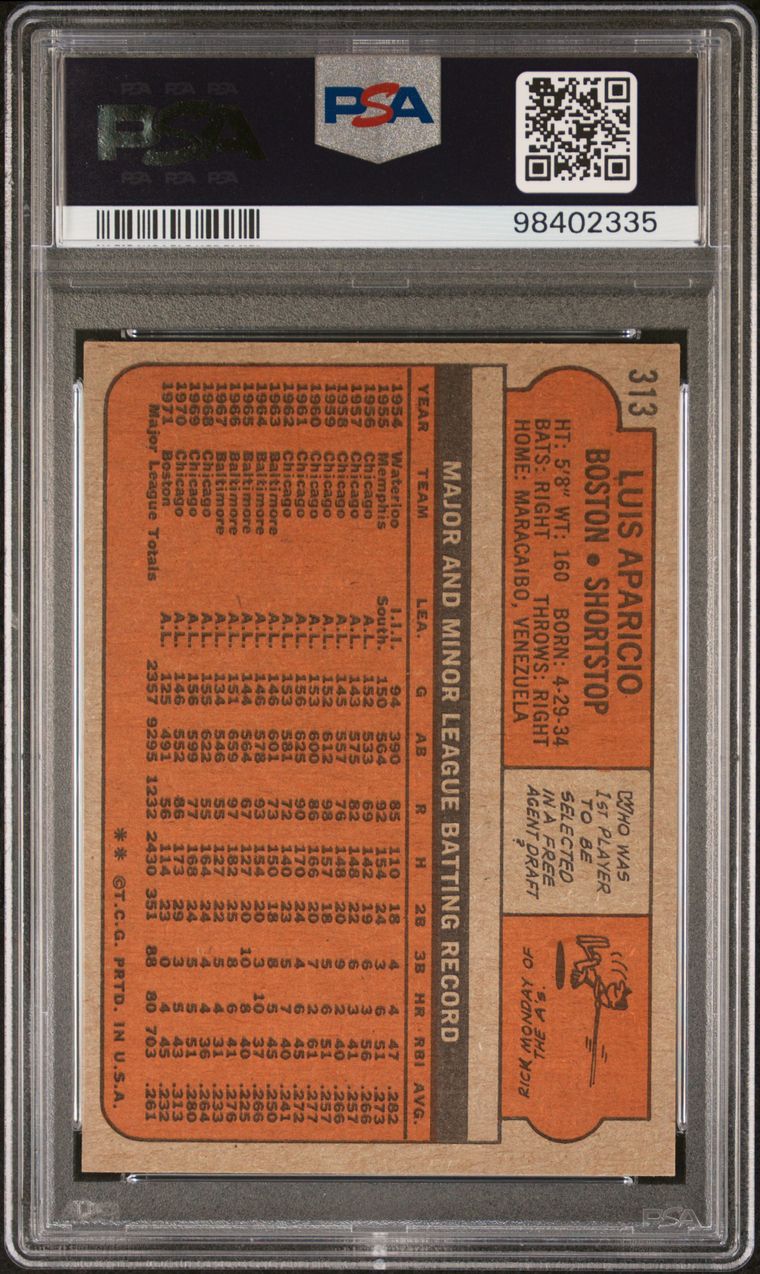 PSA PSA PSA
PSA
PSA
PSA PSA PSA
98402335
313
LUIS APARICIO
BOSTON • SHORTSTOP
HT: 5'8" WT: 160 BORN: 4-29-34
BATS: RIGHT THROWS: RIGHT
HOME: MARACAIBO, VENEZUELA
WHO WAS
1ST PLAYER
TO BE
SELECTED
IN A FREE
AGENT DRAFT
?
RICK MONDAY OF
THE A'S.
MAJOR AND MINOR LEAGUE BATTING RECORD
YEAR TEAM LEA. G AB R H 2B 3B HR RBI AVG.
1954 Waterloo I.I.I. 94 390 85 110 18 4 4 47 .282
1955 Memphis South. 150 564 92 154 24 3 6 51 .273
1956 Chicago A.L. 152 533 69 142 19 6 3 56 .266
1957 Chicago A.L. 143 575 82 148 22 6 3 41 .257
1958 Chicago A.L. 145 557 76 148 20 9 2 40 .266
1959 Chicago A.L. 152 612 98 157 18 5 6 51 .257
1960 Chicago A.L. 153 600 86 166 20 7 2 61 .277
1961 Chicago A.L. 156 625 90 170 24 4 6 45 .272
1962 Chicago A.L. 153 581 72 140 23 5 7 40 .241
1963 Baltimore A.L. 146 601 73 150 18 8 5 45 .250
1964 Baltimore A.L. 146 578 93 154 20 3 10 37 .266
1965 Baltimore A.L. 144 564 67 127 20 10 8 40 .225
1966 Baltimore A.L. 151 659 97 182 25 8 6 41 .276
1967 Baltimore A.L. 134 546 55 127 22 5 4 31 .233
1968 Chicago A.L. 155 622 55 164 24 4 4 36 .264
1969 Chicago A.L. 156 599 77 168 24 5 5 51 .280
1970 Chicago A.L. 146 552 86 173 29 3 5 43 .313
1971 Boston A.L. 125 491 56 114 23 0 4 45 .232
Major League Totals 2357 9295 1232 2430 351 88 80 703 .261
** ©T.C.G. PRTD. IN U.S.A.
PSA